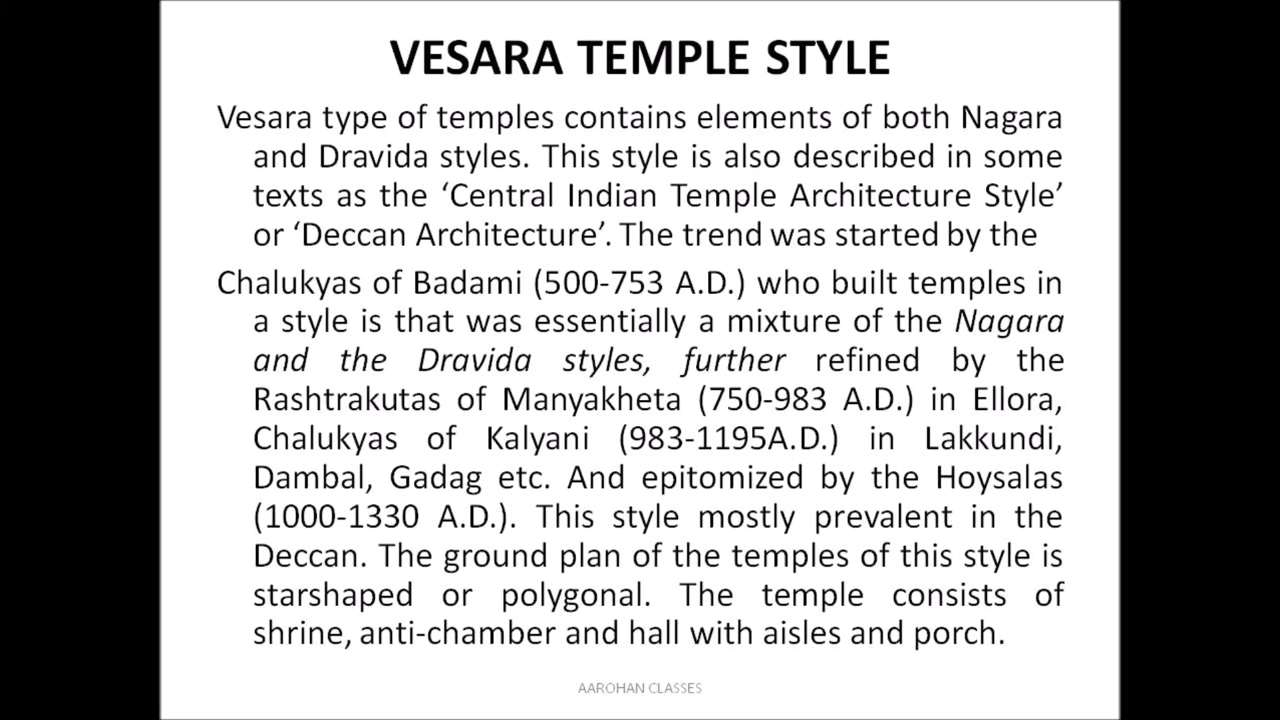 VESARA TEMPLE STYLE
Vesara type of temples contains elements of both Nagara
and Dravida styles. This style is also described in some
texts as the ‘Central Indian Temple Architecture Style’
or ‘Deccan Architecture’. The trend was started by the
Chalukyas of Badami (500-753 A.D.) who built temples in
a style is that was essentially a mixture of the Nagara
and the Dravida styles, further refined by the
Rashtrakutas of Manyakheta (750-983 A.D.) in Ellora,
Chalukyas of Kalyani (983-1195A.D.) in Lakkundi,
Dambal, Gadag etc. And epitomized by the Hoysalas
(1000-1330 A.D.). This style mostly prevalent in the
Deccan. The ground plan of the temples of this style is
starshaped or polygonal. The temple consists of
shrine, anti-chamber and hall with aisles and porch.
AAROHAN CLASSES